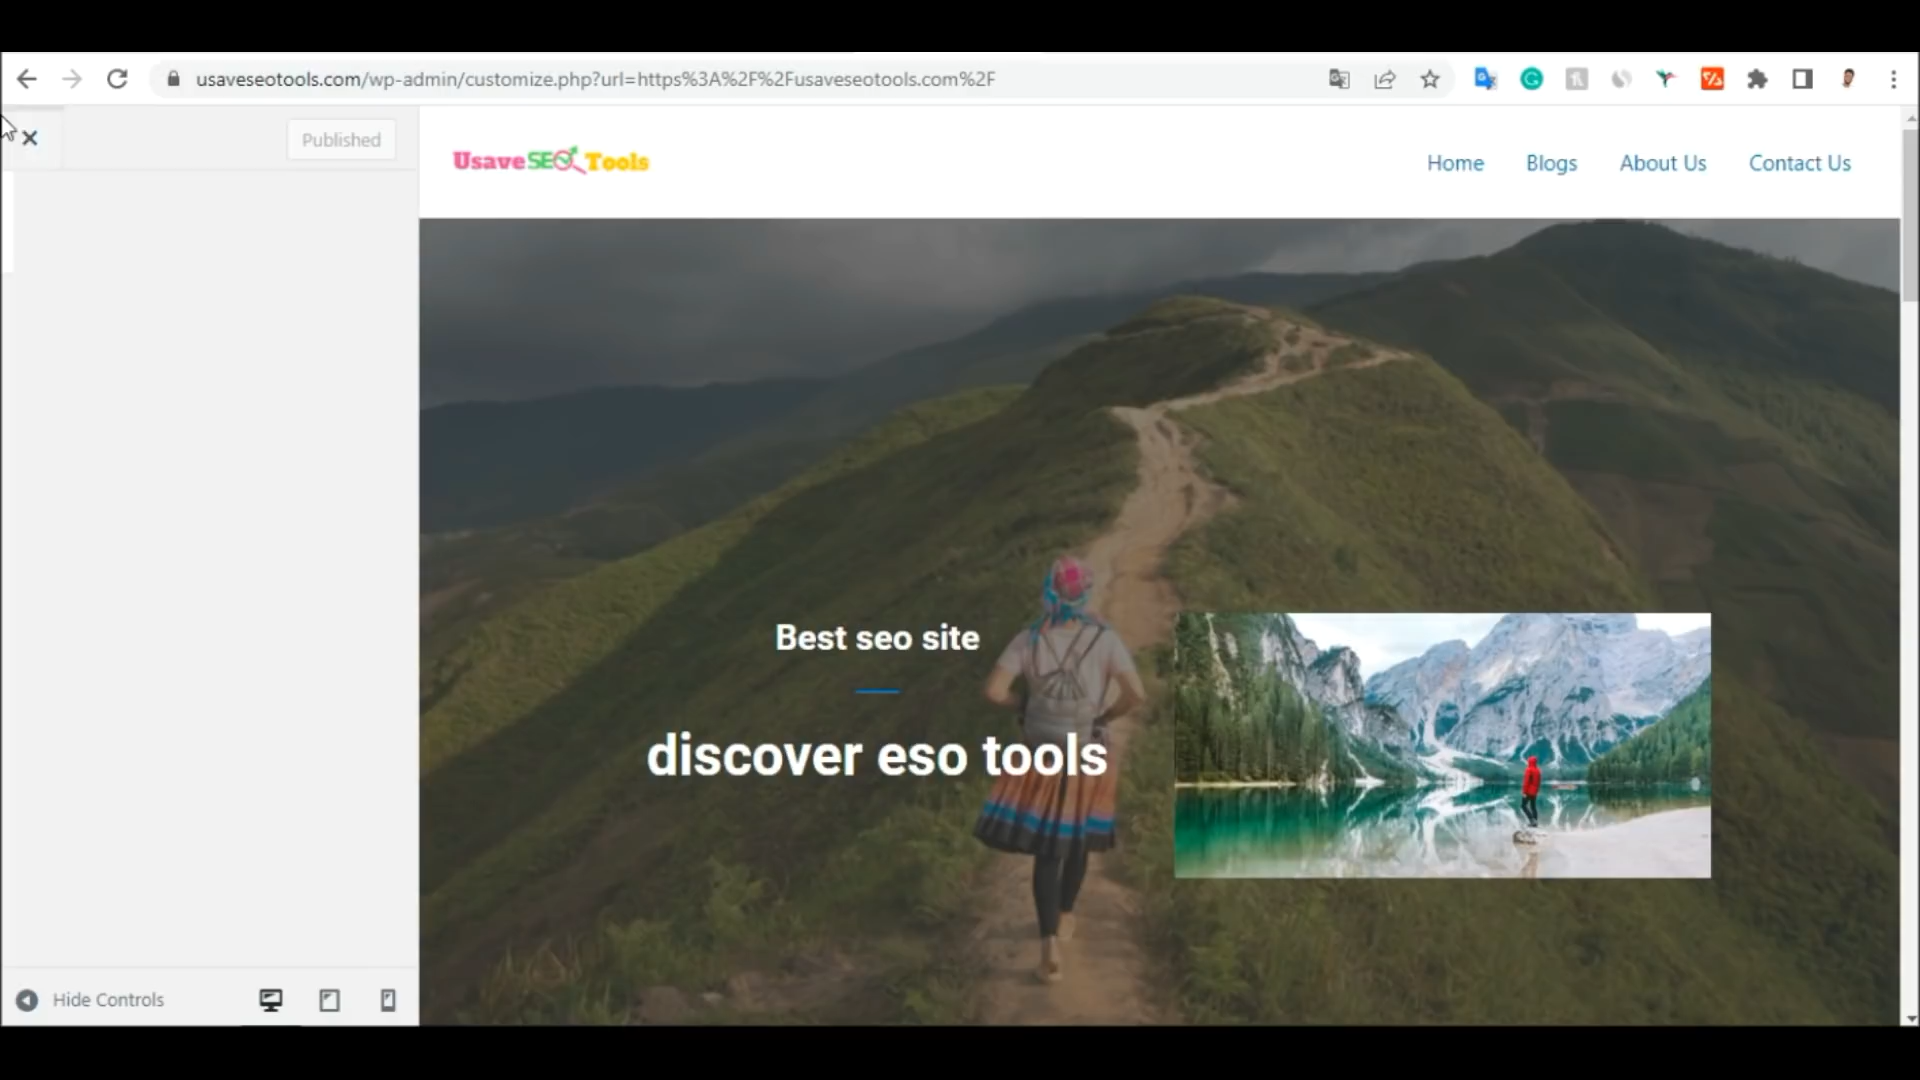 usaveseotools.com/wp-admin/customize.php?url=https%3A%2F%2Fusaveseotools.com%2F
Published
Usave SEO Tools
Home Blogs About Us Contact Us
Best seo site
discover eso tools
Hide Controls